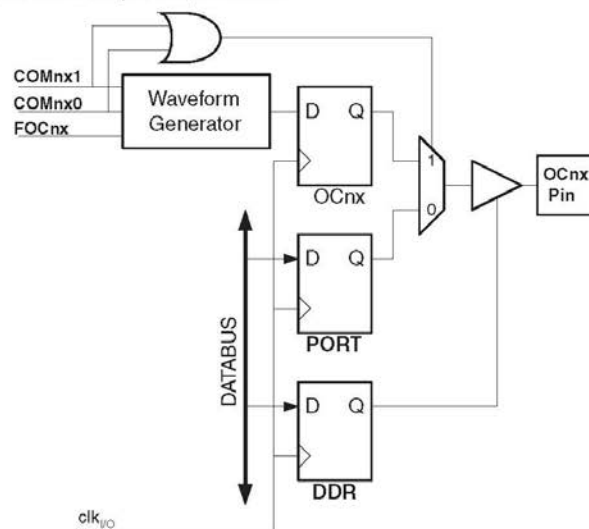 COMnx1
COMnx0
FOCnx
Waveform
Generator
D Q
OCnx
1
0
OCnx
Pin
D Q
PORT
D Q
DDR
DATABUS
clkI/O